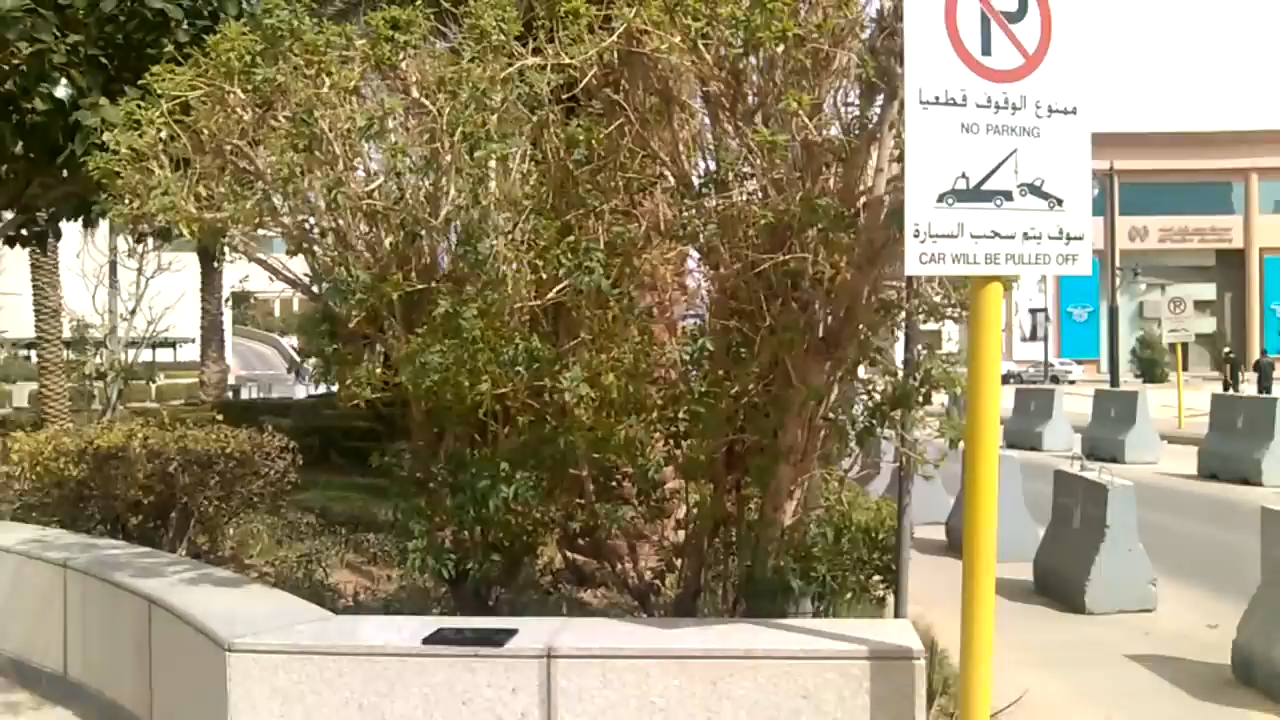 P
ممنوع الوقوف قطعيا
NO PARKING
سوف يتم سحب السيارة
CAR WILL BE PULLED OFF